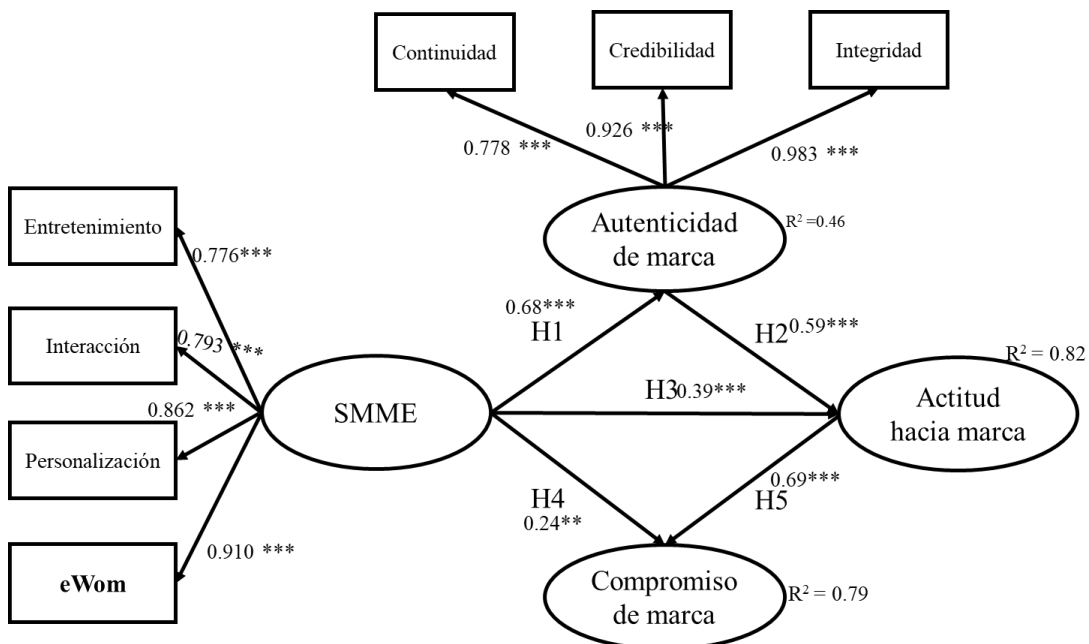 Continuidad
Credibilidad
Integridad
0.778 ***
0.926 ***
0.983 ***
Entretenimiento
0.776***
Autenticidad
de marca
R² =0.46
Interacción
0.793 ***
0.68***
H1
H2 0.59***
R² = 0.82
SMME
H3 0.39***
Actitud
hacia marca
0.862 ***
Personalización
H4
0.24**
0.69***
H5
0.910 ***
eWom
Compromiso
de marca
R² = 0.79